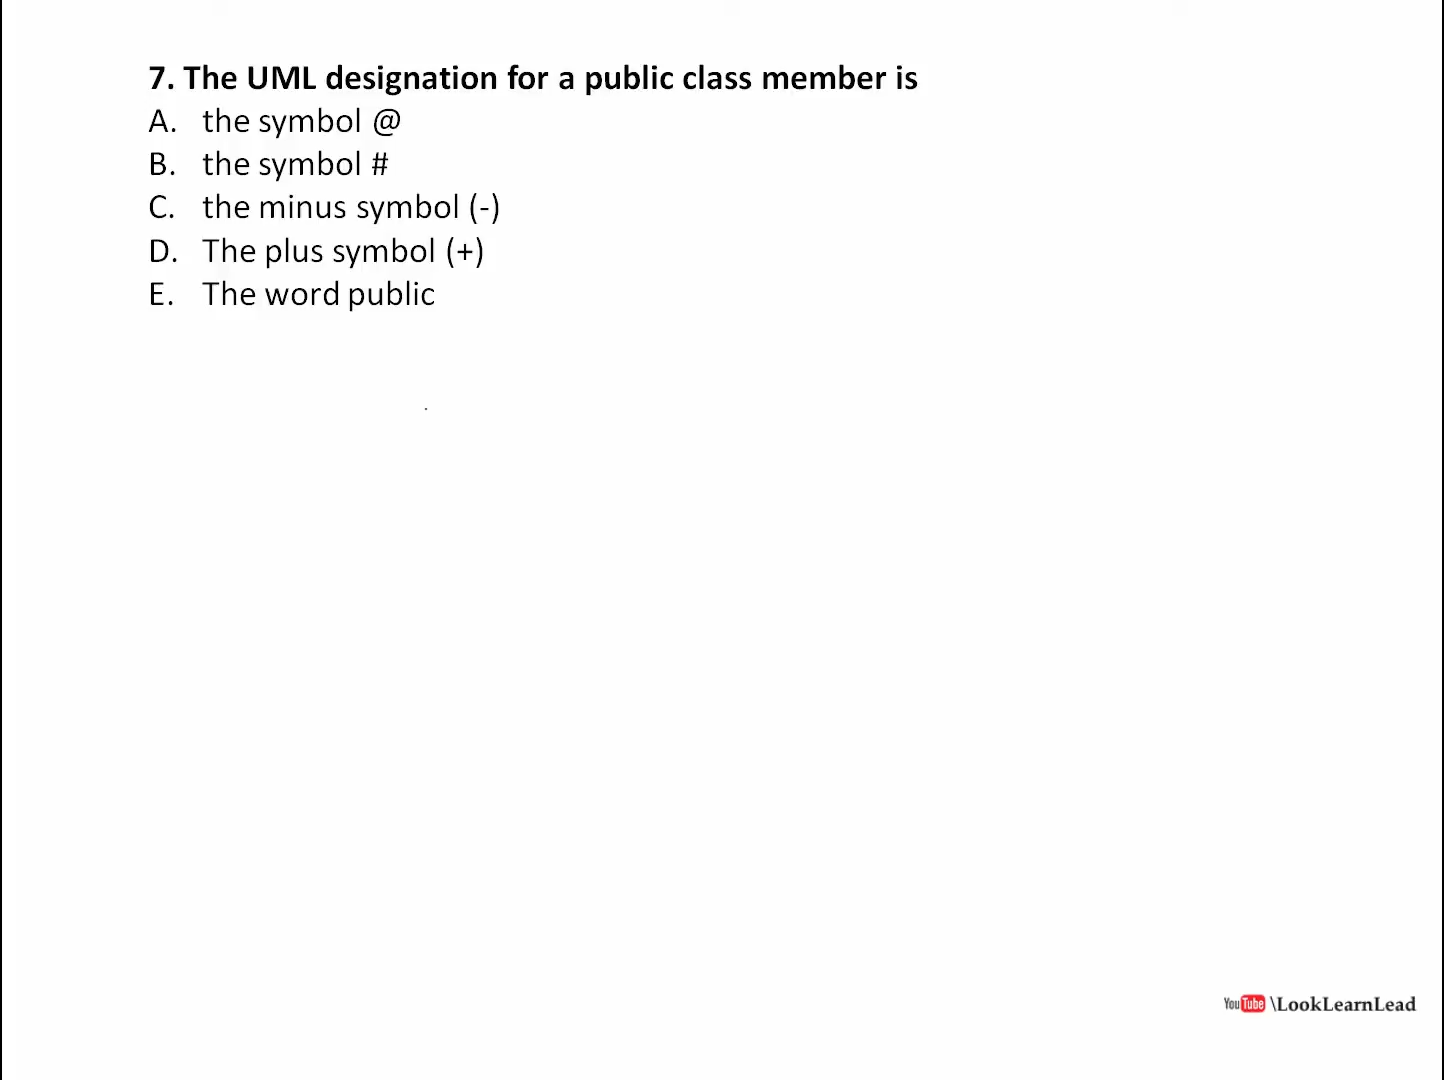 7. The UML designation for a public class member is
A. the symbol @
B. the symbol #
C. the minus symbol (-)
D. The plus symbol (+)
E. The word public
YouTube \LookLearnLead